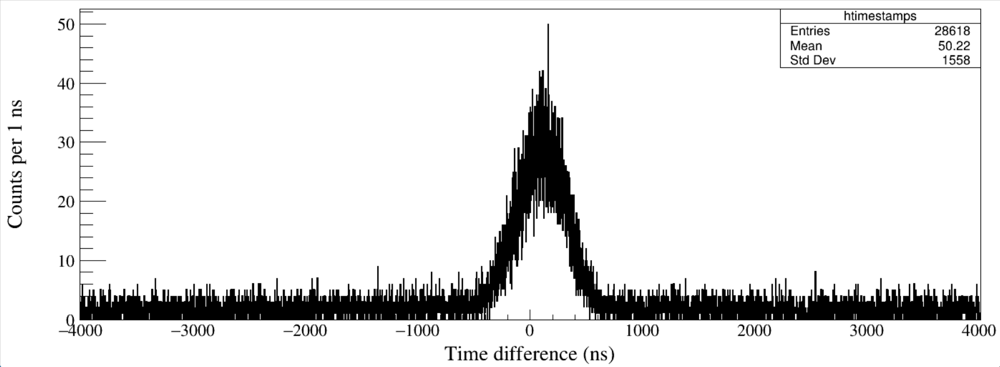 htimestamps
Entries 28618
Mean 50.22
Std Dev 1558
Counts per 1 ns
50
40
30
20
10
0
−4000 −3000 −2000 −1000 0 1000 2000 3000 4000
Time difference (ns)